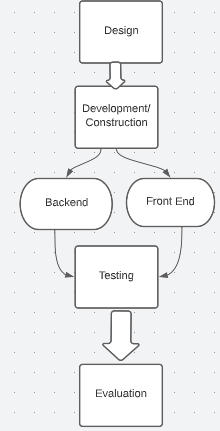 Design
Development/
Construction
Backend
Front End
Testing
Evaluation